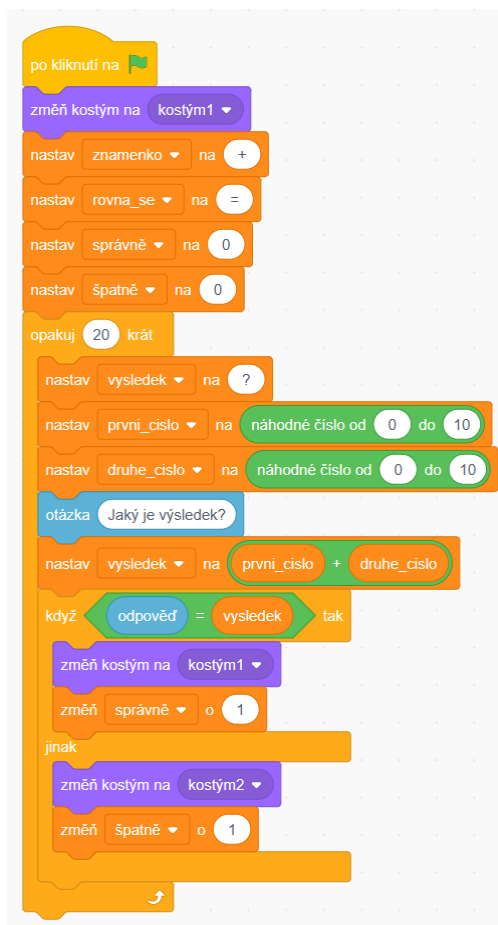 po kliknutí na
změň kostým na kostým1
nastav znamenko na +
nastav rovna_se na =
nastav správně na 0
nastav špatně na 0
opakuj 20 krát
nastav vysledek na ?
nastav prvni_cislo na náhodné číslo od 0 do 10
nastav druhe_cislo na náhodné číslo od 0 do 10
otázka Jaký je výsledek?
nastav vysledek na prvni_cislo + druhe_cislo
když odpověď = vysledek tak
změň kostým na kostým1
změň správně o 1
jinak
změň kostým na kostým2
změň špatně o 1